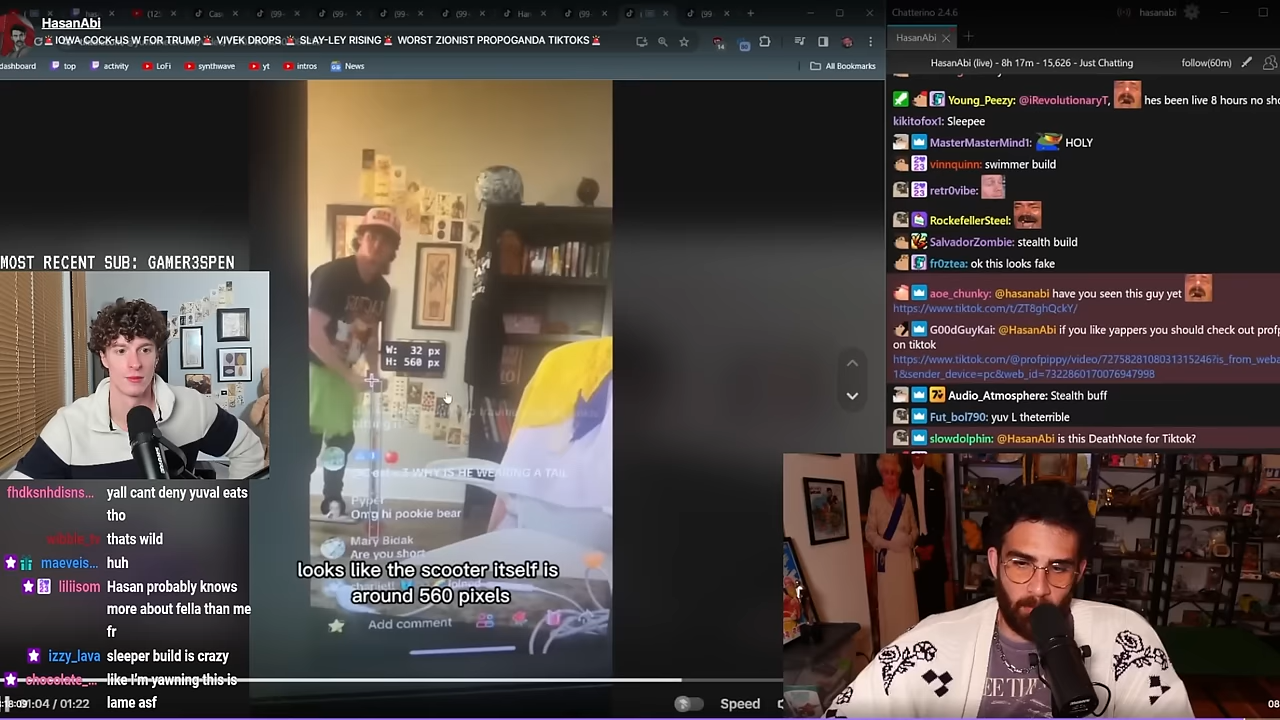 HasanAbi
🚨 IOWA COCK-US W FOR TRUMP 🚨 VIVEK DROPS 🚨 SLAY-LEY RISING 🚨 WORST ZIONIST PROPOGANDA TIKTOKS 🚨
dashboard top activity LoFi synthwave yt intros News All Bookmarks
Chatterino 2.4.6 hasanabi
HasanAbi
HasanAbi (live) - 8h 17m - 15,626 - Just Chatting follow(60m)
Young_Peezy: @iRevolutionaryT, hes been live 8 hours no
kikitofox1: Sleepee
MasterMasterMind1: HOLY
vinnquinn: swimmer build
retr0vibe:
RockefellerSteel:
SalvadorZombie: stealth build
fr0ztea: ok this looks fake
aoe_chunky: @hasanabi have you seen this guy yet
https://www.tiktok.com/t/ZT8ghQckY/
G00dGuyKai: @HasanAbi if you like yappers you should check out
on tiktok
https://www.tiktok.com/@profpippy/video/7275828108031315246?is_from_weba
1&sender_device=pc&web_id=7322860170076947998
Audio_Atmosphere: Stealth buff
Fut_bol790: yuv L theterrible
slowdolphin: @HasanAbi is this DeathNote for Tiktok?
MOST RECENT SUB: GAMER3SPEN
fhdksnhdisns... yall cant deny yuval eats
tho
thats wild
maeveis... huh
liliisom Hasan probably knows
more about fella than me
fr
izzy_lava sleeper build is crazy
chocolate_... like I'm yawning this is
lame asf
W: 32 px
H: 560 px
WHY IS HE WEARING A TAIL
Omg hi pookie bear
Mary Bidak
Are you short
looks like the scooter itself is
around 560 pixels
Add comment
01:04 / 01:22
Speed